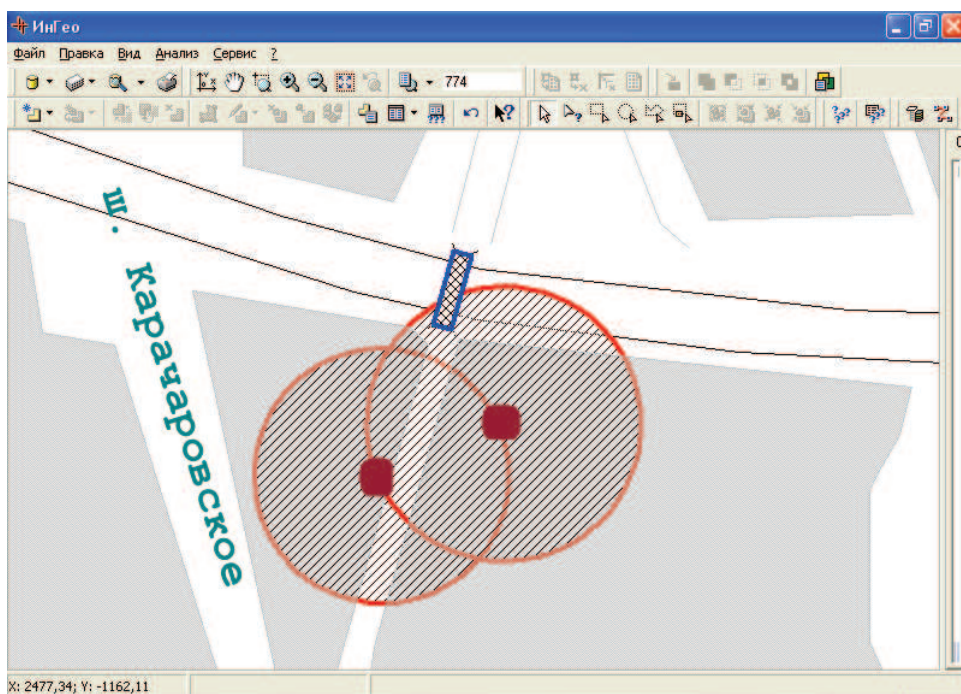 ИнГео
Файл Правка Вид Анализ Сервис ?
774
ш. Карачаровское
X: 2477,34; Y: -1162,11